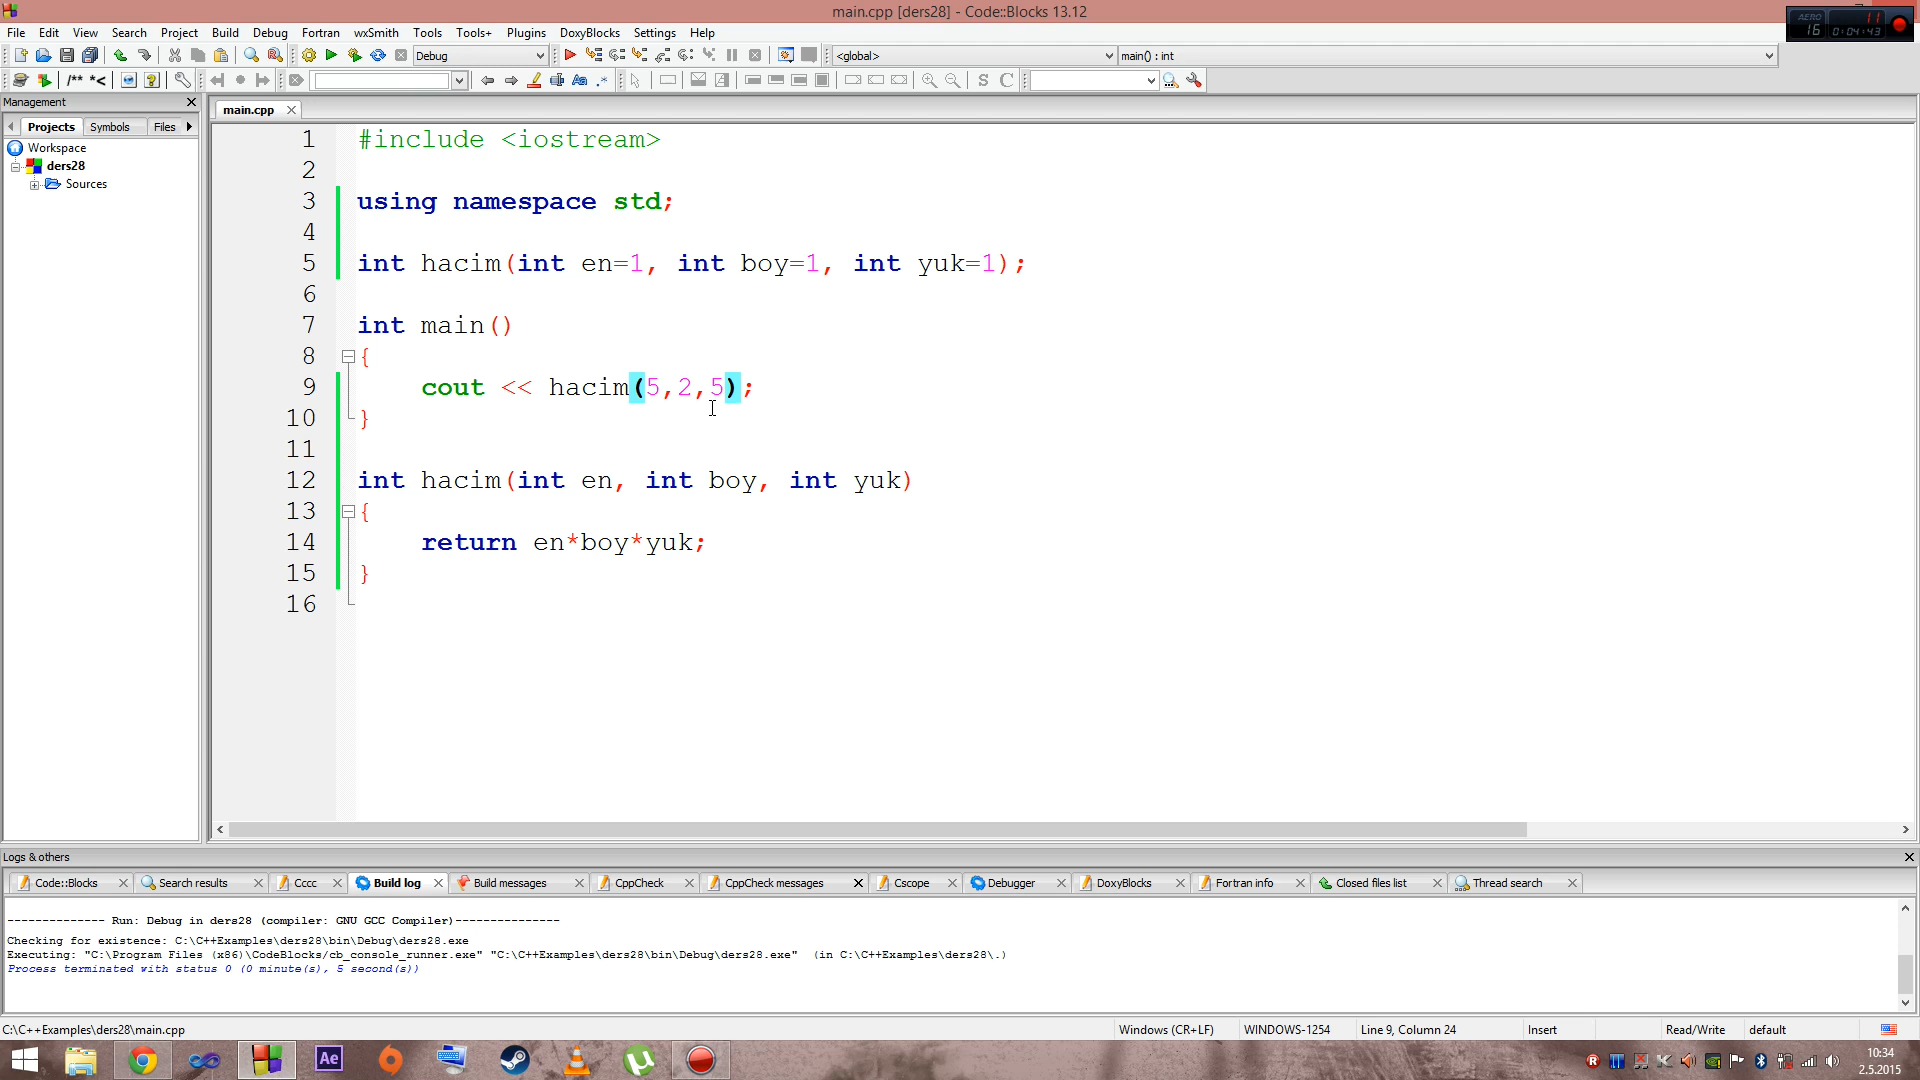 main.cpp [ders28] - Code::Blocks 13.12
AERO 16 11 0:04:43
File Edit View Search Project Build Debug Fortran wxSmith Tools Tools+ Plugins DoxyBlocks Settings Help
Debug <global> main() : int
/** *<
Management
main.cpp
Projects Symbols Files
Workspace
ders28
Sources
1 #include <iostream>
2
3 using namespace std;
4
5 int hacim(int en=1, int boy=1, int yuk=1);
6
7 int main()
8 {
9 cout << hacim(5,2,5);
10 }
11
12 int hacim(int en, int boy, int yuk)
13 {
14 return en*boy*yuk;
15 }
16
Logs & others
Code::Blocks Search results Cccc Build log Build messages CppCheck CppCheck messages Cscope Debugger DoxyBlocks Fortran info Closed files list Thread search
-------------- Run: Debug in ders28 (compiler: GNU GCC Compiler)---------------
Checking for existence: C:\C++Examples\ders28\bin\Debug\ders28.exe
Executing: "C:\Program Files (x86)\CodeBlocks/cb_console_runner.exe" "C:\C++Examples\ders28\bin\Debug\ders28.exe"  (in C:\C++Examples\ders28\.)
Process terminated with status 0 (0 minute(s), 5 second(s))
C:\C++Examples\ders28\main.cpp Windows (CR+LF) WINDOWS-1254 Line 9, Column 24 Insert Read/Write default
Ae
10:34
2.5.2015